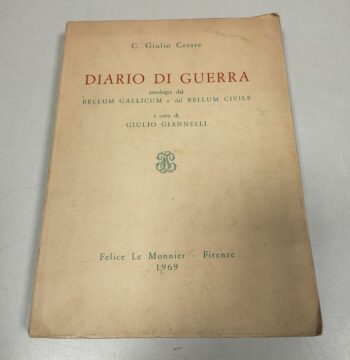 C. Giulio Cesare
DIARIO DI GUERRA
antologia dal
BELLUM GALLICUM e del BELLUM CIVILE
a cura di
GIULIO GIANNELLI
Felice Le Monnier - Firenze
1969